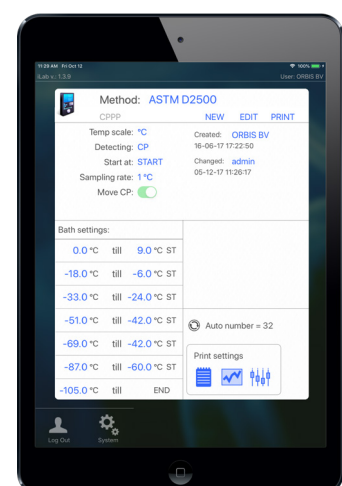 11:29 AM Fri Oct 12 100%
iLab v.: 1.3.9 User: ORBIS BV
Method: ASTM D2500
CPPP NEW EDIT PRINT
Temp scale: °C
Detecting: CP
Start at: START
Sampling rate: 1 °C
Move CP:
Created: ORBIS BV
16-06-17 17:22:50
Changed: admin
05-12-17 11:26:17
Bath settings:
0.0 °C till 9.0 °C ST
-18.0 °C till -6.0 °C ST
-33.0 °C till -24.0 °C ST
-51.0 °C till -42.0 °C ST
-69.0 °C till -42.0 °C ST
-87.0 °C till -60.0 °C ST
-105.0 °C till END
Auto number = 32
Print settings
Log Out System